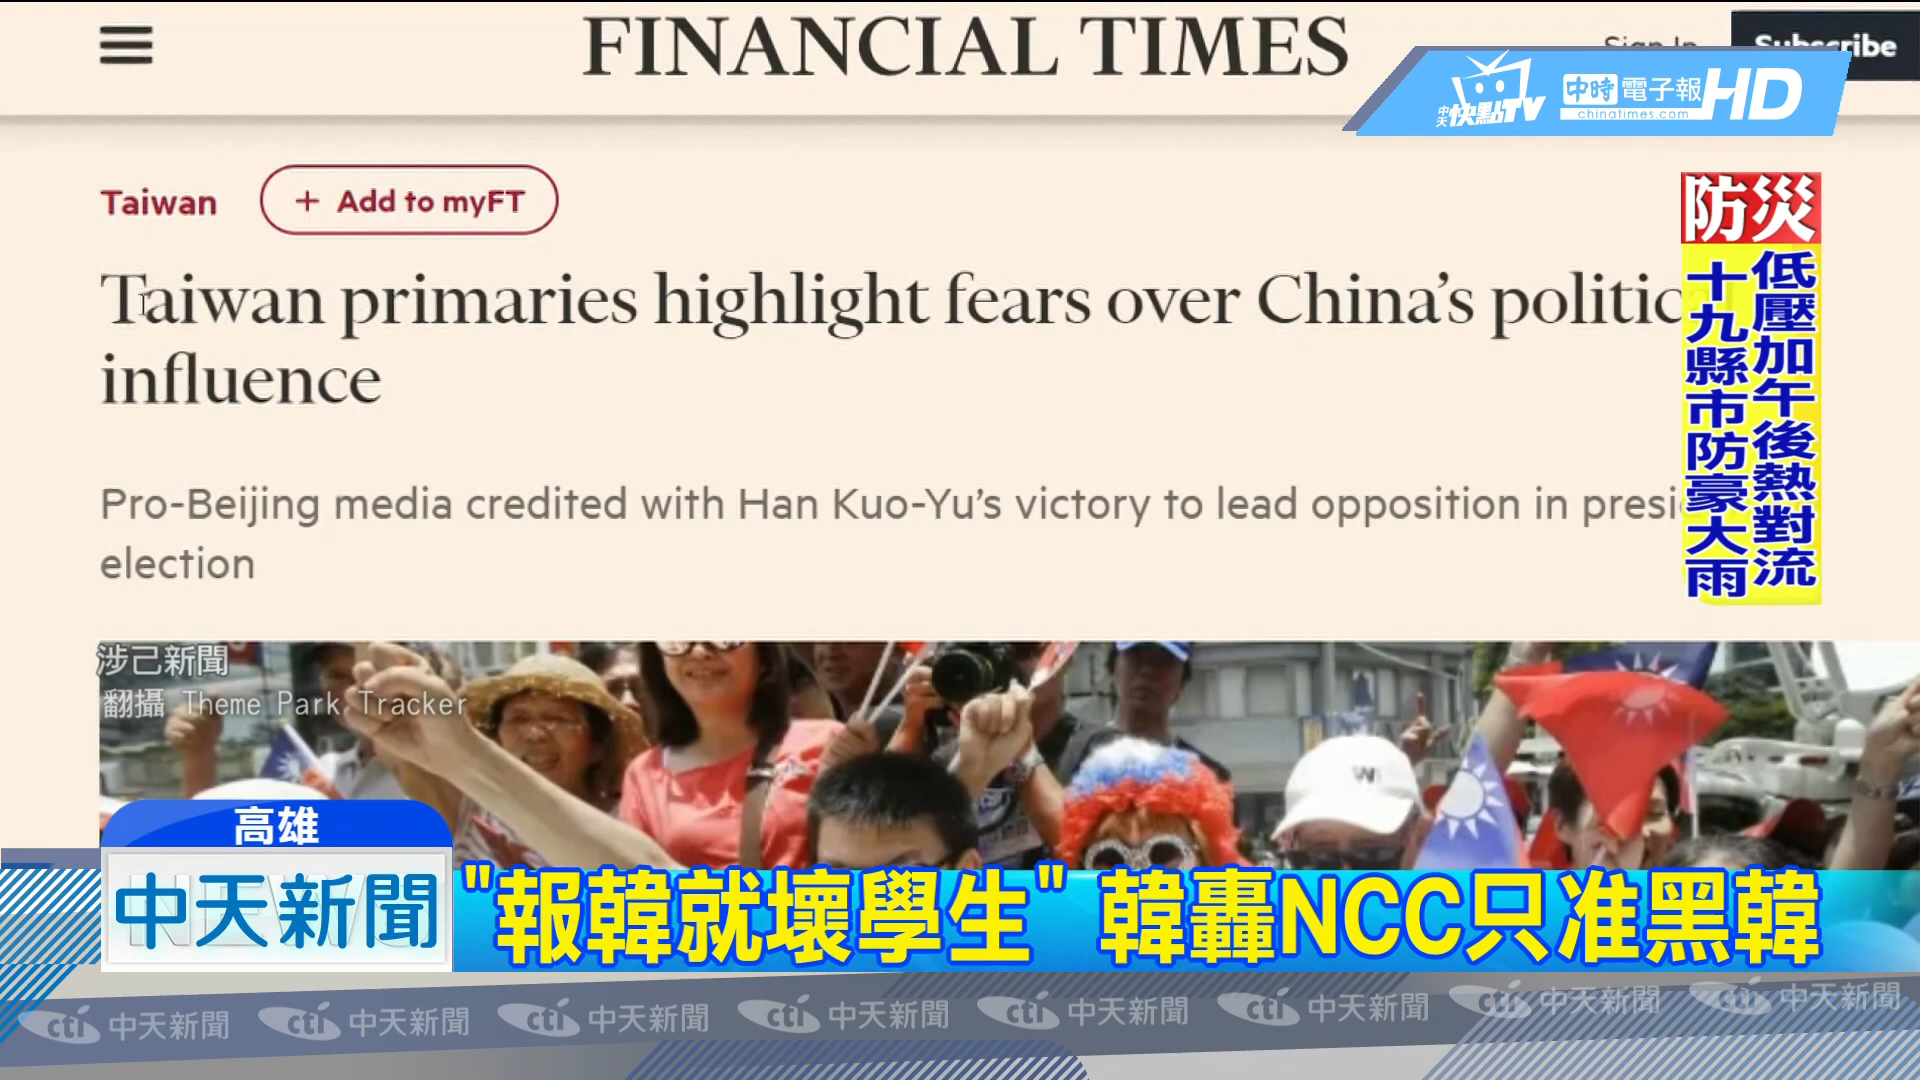 FINANCIAL TIMES
Sign In
Subscribe
中天快點TV
中時電子報HD
chinatimes.com
Taiwan
+ Add to myFT
Taiwan primaries highlight fears over China's politic
influence
Pro-Beijing media credited with Han Kuo-Yu's victory to lead opposition in presi
election
防災
低壓加午後熱對流
十九縣市防豪大雨
涉己新聞
翻攝 Theme Park Tracker
W
高雄
中天新聞
"報韓就壞學生" 韓轟NCC只准黑韓
cti 中天新聞 cti 中天新聞 cti 中天新聞 cti 中天新聞 cti 中天新聞 cti 中天新聞 cti 中天新聞 cti 中天新聞